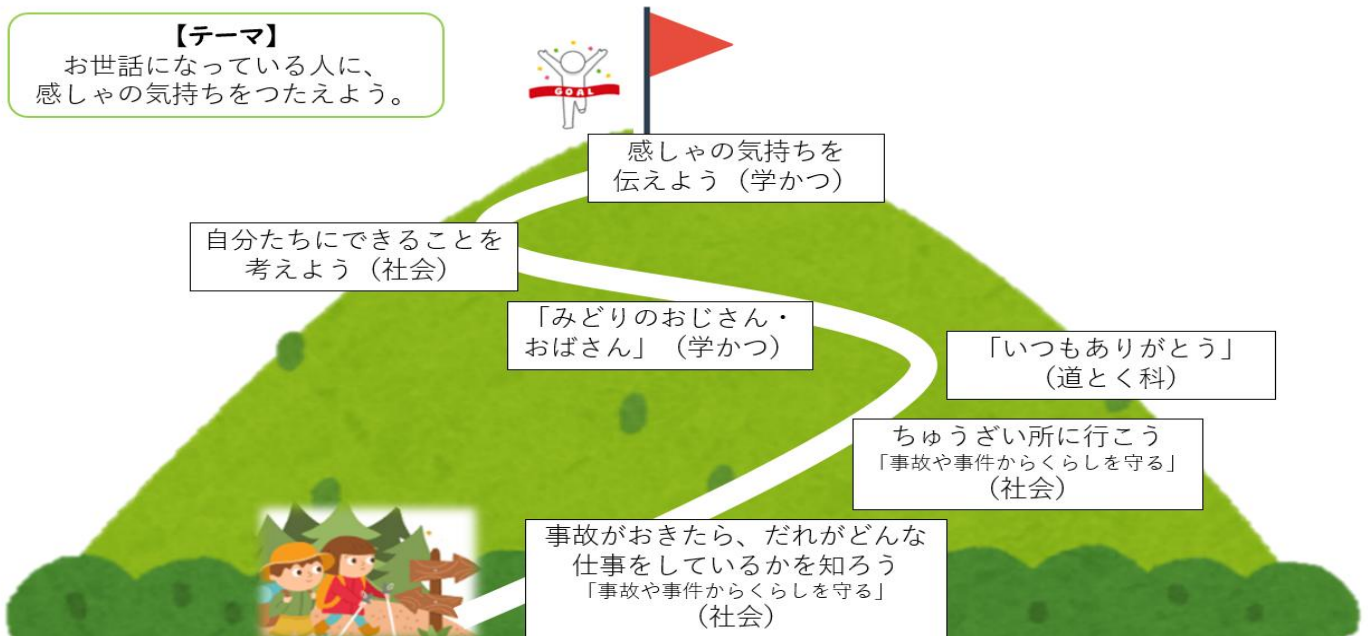 【テーマ】
お世話になっている人に、
感しゃの気持ちをつたえよう。
GOAL
感しゃの気持ちを
伝えよう（学かつ）
自分たちにできることを
考えよう（社会）
「みどりのおじさん・
おばさん」（学かつ）
「いつもありがとう」
（道とく科）
ちゅうざい所に行こう
「事故や事件からくらしを守る」
（社会）
事故がおきたら、だれがどんな
仕事をしているかを知ろう
「事故や事件からくらしを守る」
（社会）